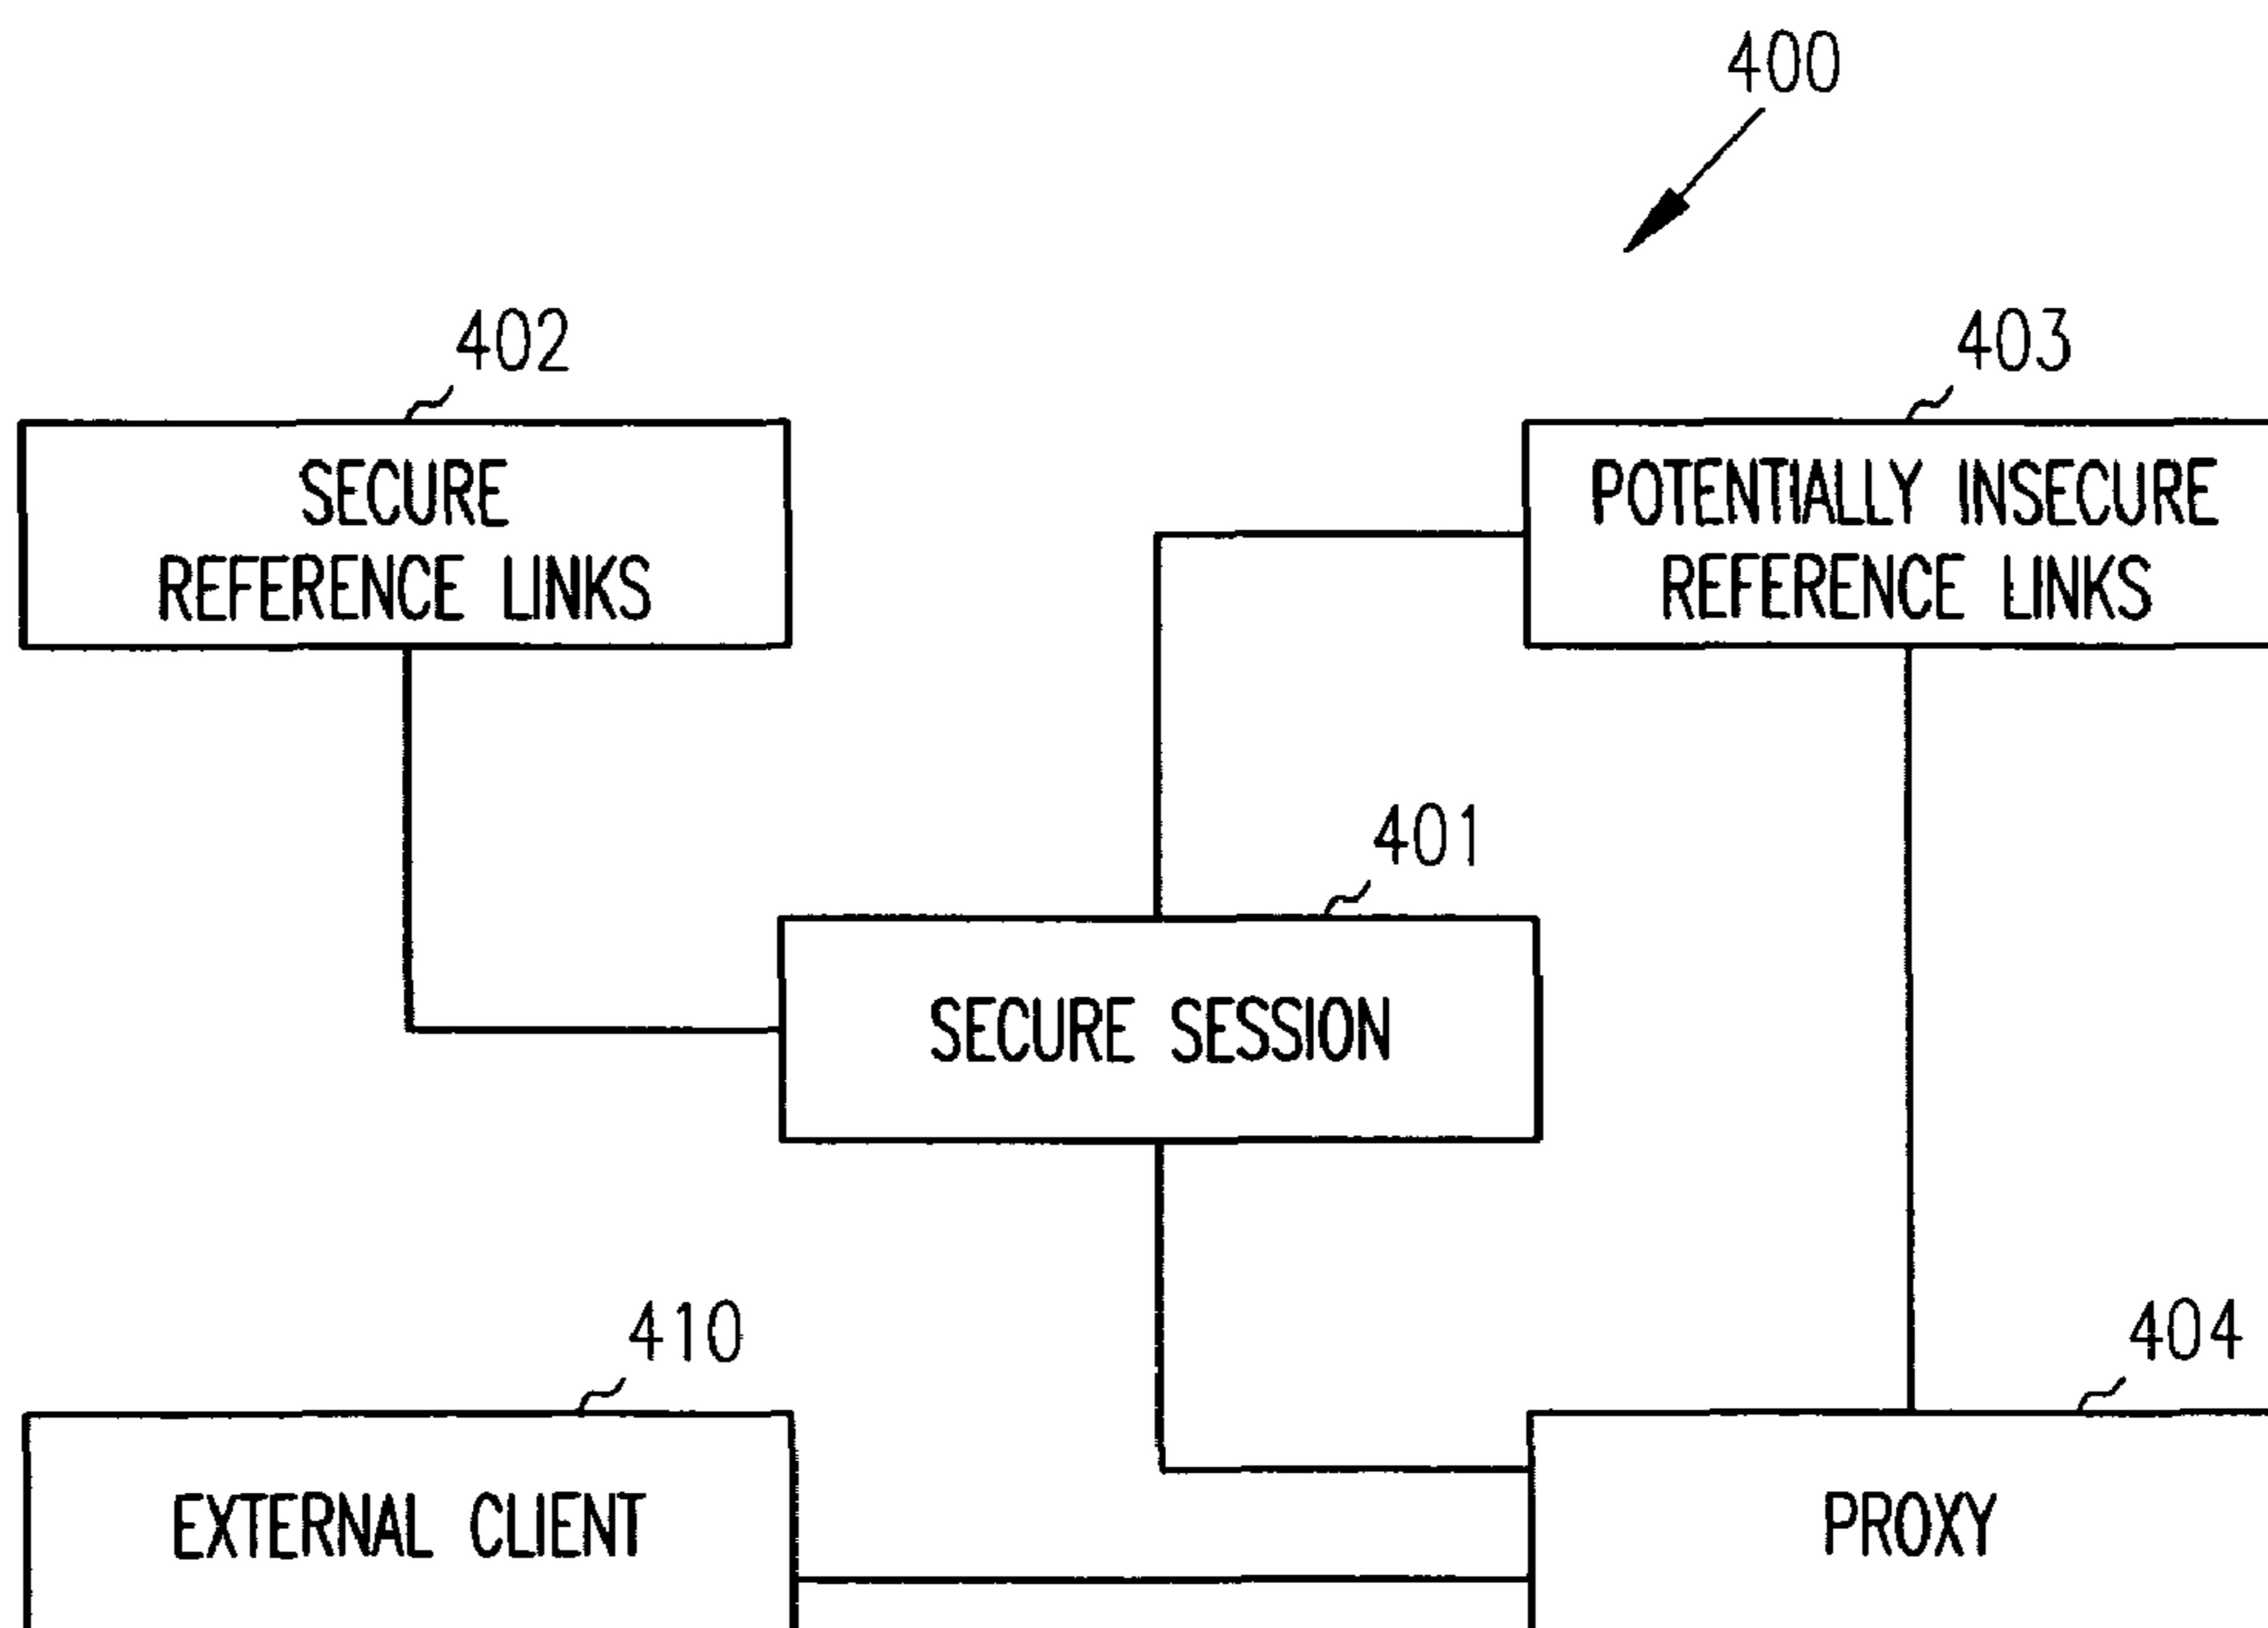 400
402
403
SECURE
REFERENCE LINKS
POTENTIALLY INSECURE
REFERENCE LINKS
401
SECURE SESSION
410
404
EXTERNAL CLIENT
PROXY